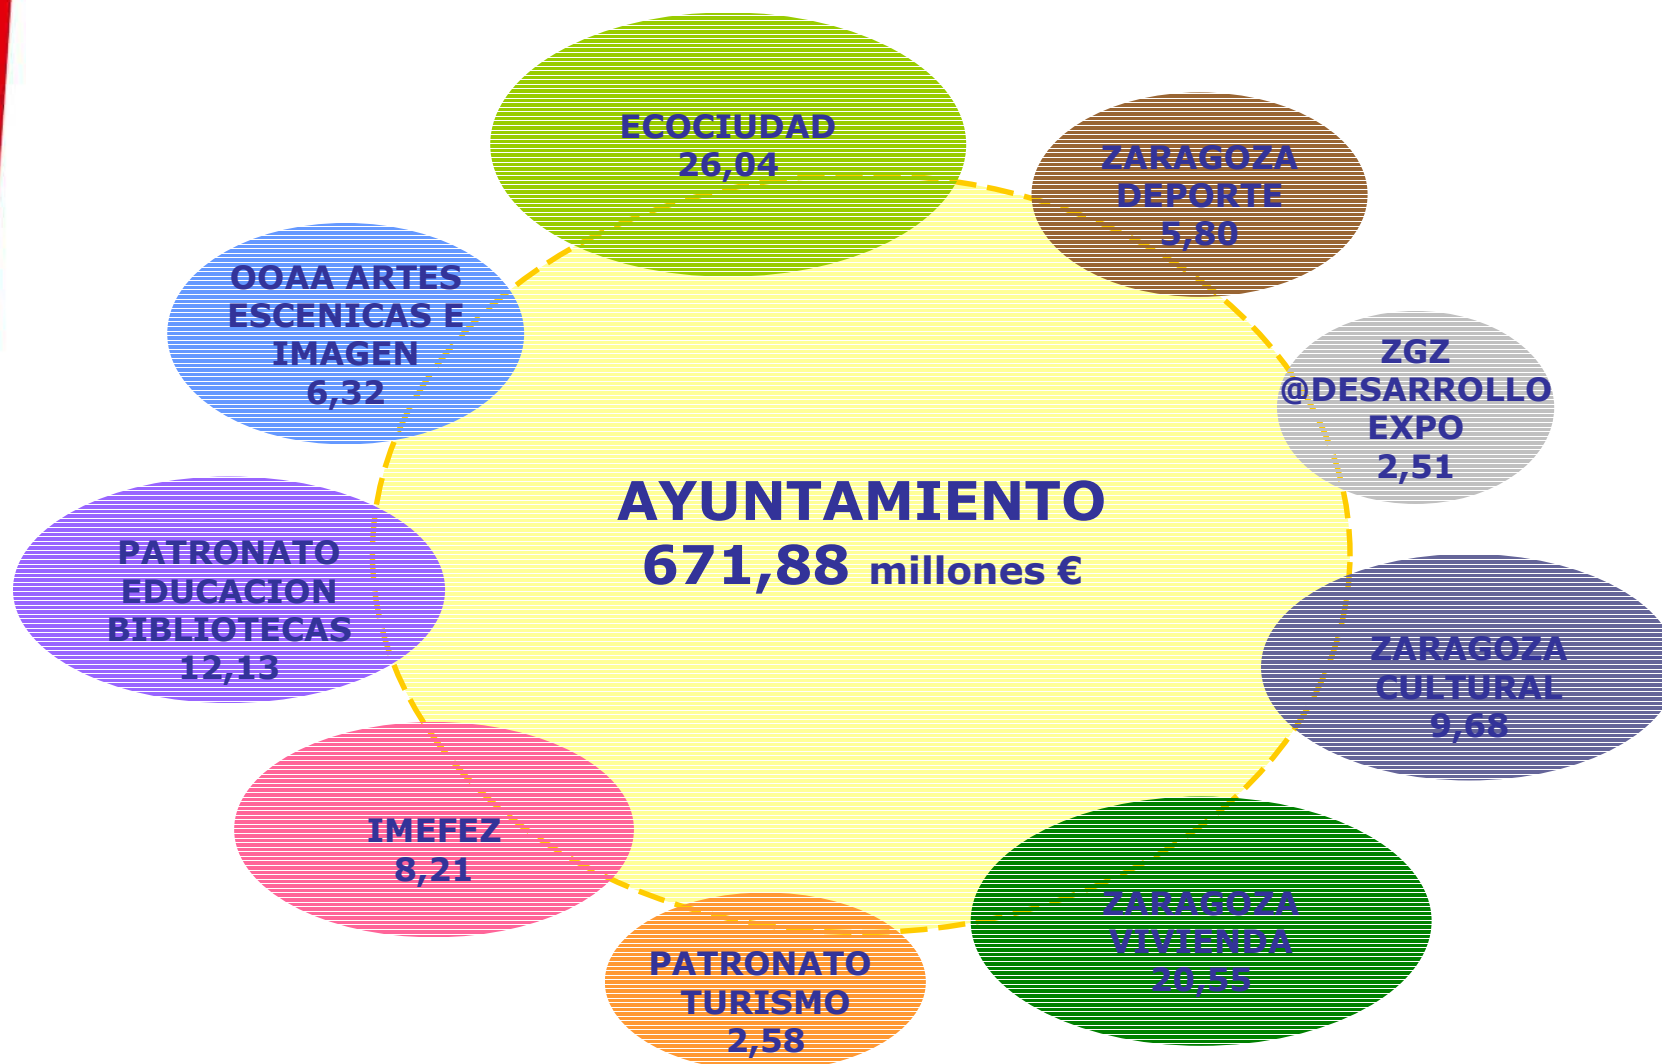 ECOCIUDAD
26,04
ZARAGOZA
DEPORTE
5,80
OOAA ARTES
ESCENICAS E
IMAGEN
6,32
ZGZ
@DESARROLLO
EXPO
2,51
AYUNTAMIENTO
671,88 millones €
PATRONATO
EDUCACION
BIBLIOTECAS
12,13
ZARAGOZA
CULTURAL
9,68
IMEFEZ
8,21
ZARAGOZA
VIVIENDA
20,55
PATRONATO
TURISMO
2,58